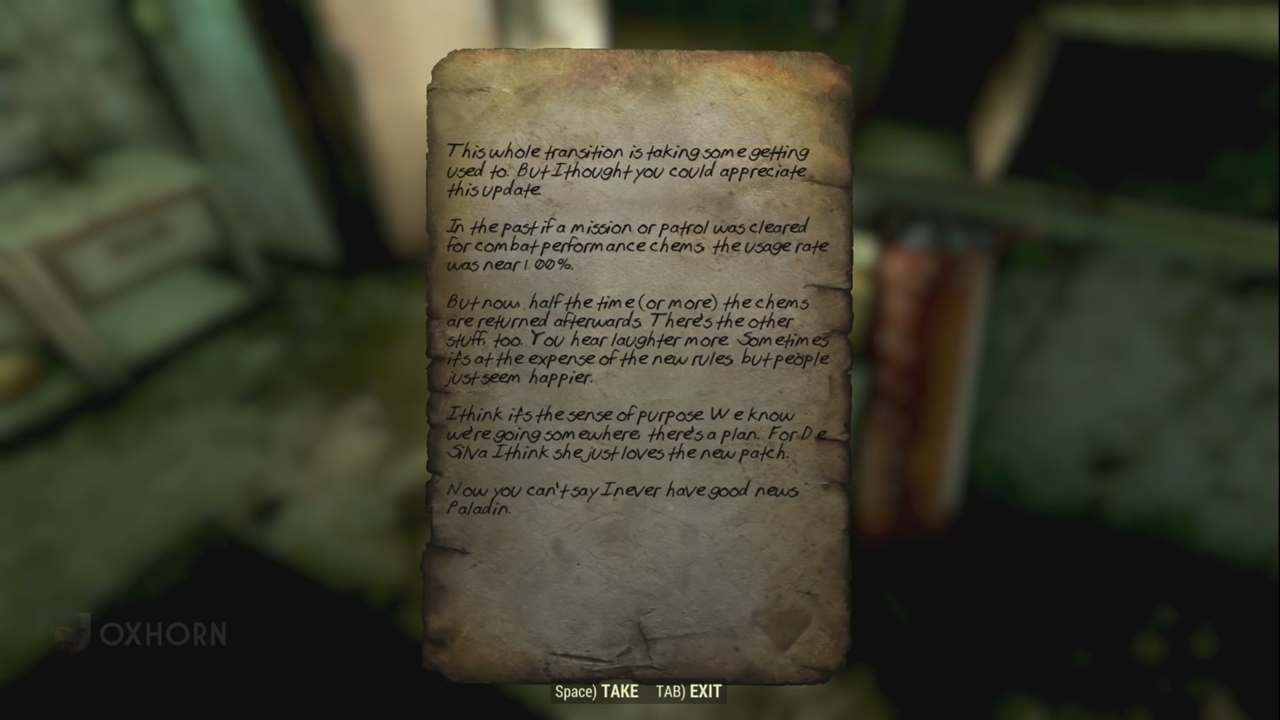 This whole transition is taking some getting
used to. But I thought you could appreciate
this update.
In the past if a mission or patrol was cleared
for combat performance chems, the usage rate
was near 100%.
But now, half the time (or more) the chems
are returned afterwards. There's the other
stuff, too. You hear laughter more. Sometimes
it's at the expense of the new rules, but people
just seem happier.
I think it's the sense of purpose. We know
we're going somewhere, there's a plan. For De
Silva I think she just loves the new patch.
Now you can't say I never have good news
Paladin.
OXHORN
Space) TAKE TAB) EXIT